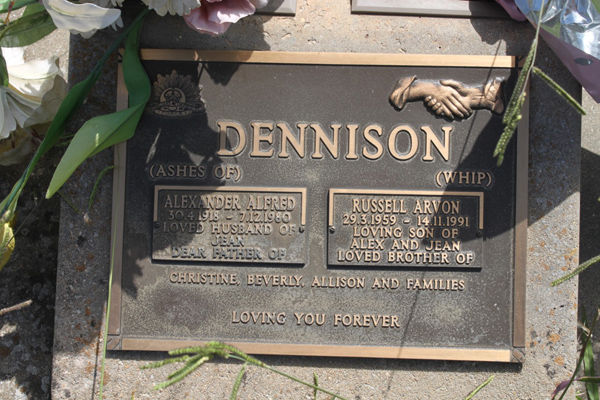 DENNISON
(ASHES OF)
(WHIP)
ALEXANDER ALFRED
30.4.1918 - 7.12.1980
LOVED HUSBAND OF
JEAN
DEAR FATHER OF
RUSSELL ARVON
29.3.1959 - 14.11.1991
LOVING SON OF
ALEX AND JEAN
LOVED BROTHER OF
CHRISTINE, BEVERLY, ALLISON AND FAMILIES
LOVING YOU FOREVER